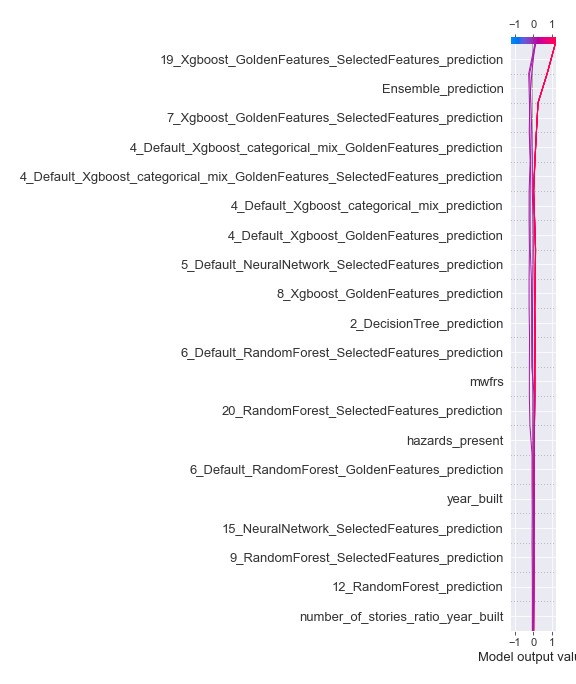 −1 0 1
19_Xgboost_GoldenFeatures_SelectedFeatures_prediction
Ensemble_prediction
7_Xgboost_GoldenFeatures_SelectedFeatures_prediction
4_Default_Xgboost_categorical_mix_GoldenFeatures_prediction
4_Default_Xgboost_categorical_mix_GoldenFeatures_SelectedFeatures_prediction
4_Default_Xgboost_categorical_mix_prediction
4_Default_Xgboost_GoldenFeatures_prediction
5_Default_NeuralNetwork_SelectedFeatures_prediction
8_Xgboost_GoldenFeatures_prediction
2_DecisionTree_prediction
6_Default_RandomForest_SelectedFeatures_prediction
mwfrs
20_RandomForest_SelectedFeatures_prediction
hazards_present
6_Default_RandomForest_GoldenFeatures_prediction
year_built
15_NeuralNetwork_SelectedFeatures_prediction
9_RandomForest_SelectedFeatures_prediction
12_RandomForest_prediction
number_of_stories_ratio_year_built
−1 0 1
Model output valu